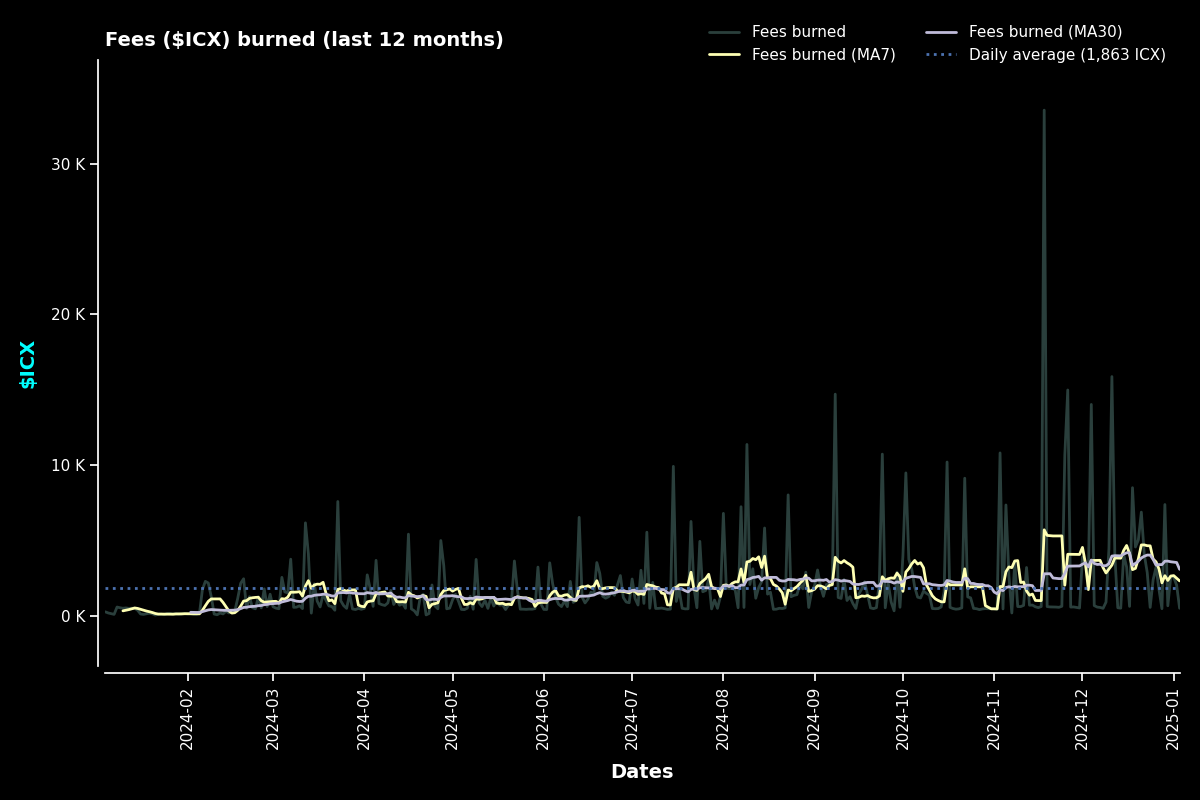 Fees ($ICX) burned (last 12 months)
Fees burned
Fees burned (MA7)
Fees burned (MA30)
Daily average (1,863 ICX)
30 K
20 K
10 K
0 K
$ICX
2024-02
2024-03
2024-04
2024-05
2024-06
2024-07
2024-08
2024-09
2024-10
2024-11
2024-12
2025-01
Dates